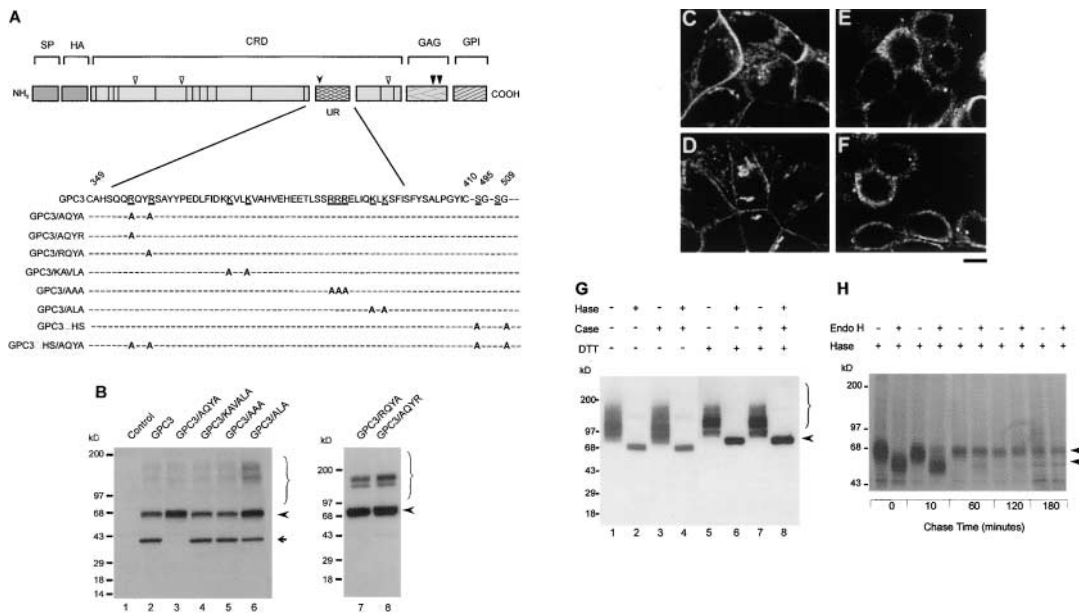 A
SP HA CRD GAG GPI
NH₂ COOH
UR
349 410 495 509
GPC3 CAHSQQRQYRSAYYPEDLFIDKKVLKVAHVEHEETLSSRRRELIQKLKSFISFYSALPGYIC-SG-SG--
GPC3/AQYA A A
GPC3/AQYR A
GPC3/RQYA A
GPC3/KAVLA A A
GPC3/AAA AAA
GPC3/ALA A A
GPC3 HS A A
GPC3 HS/AQYA A A A A
B
Control
GPC3
GPC3/AQYA
GPC3/KAVALA
GPC3/AAA
GPC3/ALA
kD
200
97
68
43
29
18
14
1 2 3 4 5 6
GPC3/RQYA
GPC3/AQYR
kD
200
97
68
43
29
18
7 8
C E
D F
G
Hase - + - + - + - +
Case - - + + - - + +
DTT - - - - + + + +
kD
200
97
68
43
29
18
1 2 3 4 5 6 7 8
H
Endo H - + - + - + - + - +
Hase + + + + + + + + + +
kD
200
97
68
43
0 10 60 120 180
Chase Time (minutes)